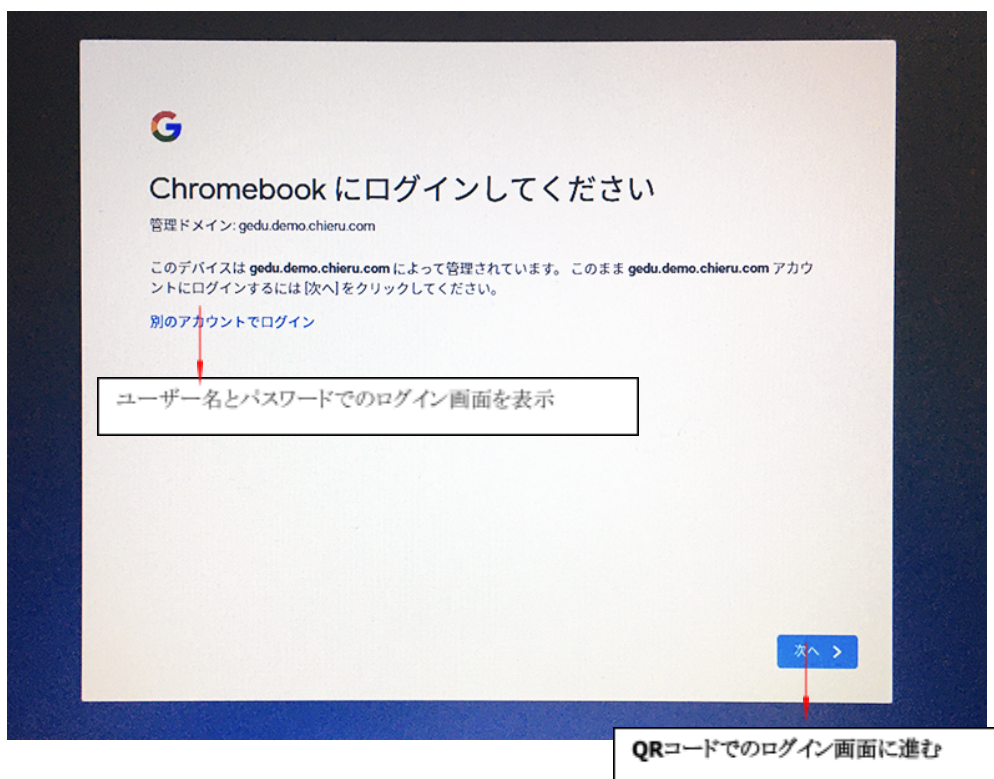 Chromebook にログインしてください
管理ドメイン: gedu.demo.chieru.com
このデバイスは gedu.demo.chieru.com によって管理されています。 このまま gedu.demo.chieru.com アカウ
ントにログインするには [次へ] をクリックしてください。
別のアカウントでログイン
ユーザー名とパスワードでのログイン画面を表示
次へ
QRコードでのログイン画面に進む